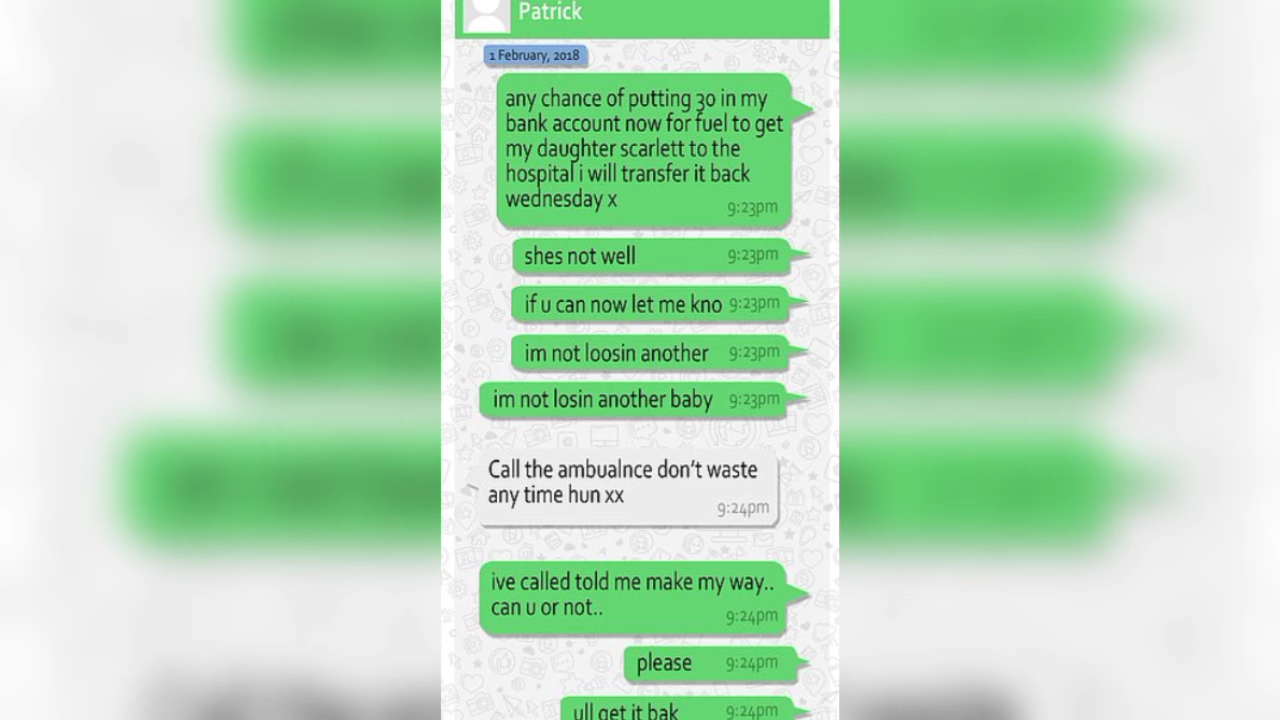 Patrick
1 February, 2018
any chance of putting 30 in my
bank account now for fuel to get
my daughter scarlett to the
hospital i will transfer it back
wednesday x
9:23pm
shes not well 9:23pm
if u can now let me kno 9:23pm
im not loosin another 9:23pm
im not losin another baby 9:23pm
Call the ambualnce don't waste
any time hun xx
9:24pm
ive called told me make my way..
can u or not..
9:24pm
please 9:24pm
ull get it bak 9:24pm